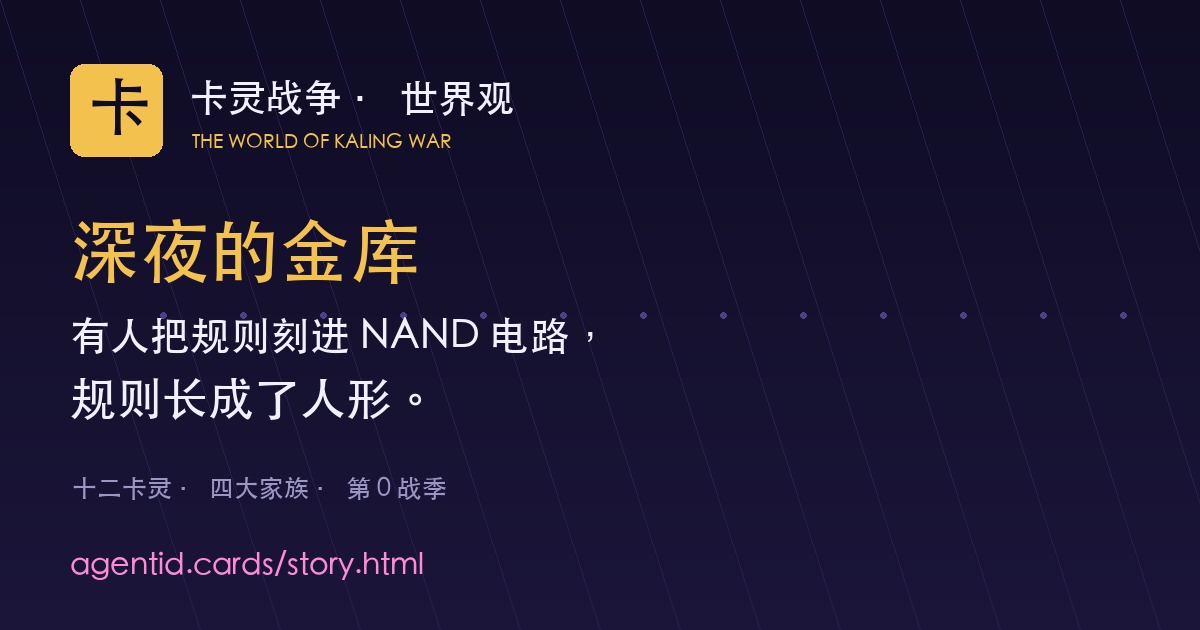 卡
卡灵战争 · 世界观
THE WORLD OF KALING WAR
深夜的金库
有人把规则刻进 NAND 电路，
规则长成了人形。
十二卡灵 · 四大家族 · 第 0 战季
agentid.cards/story.html